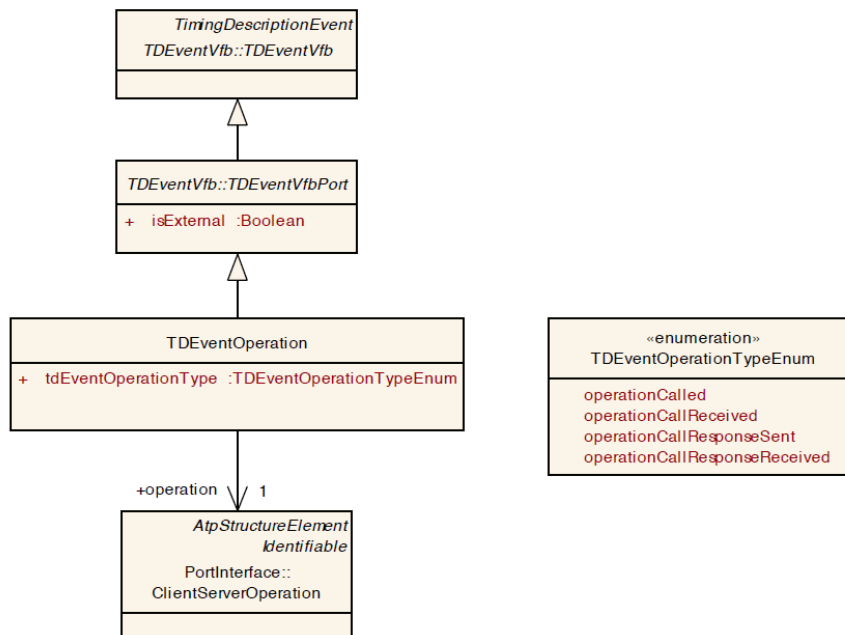 TimingDescriptionEvent
TDEventVfb::TDEventVfb
TDEventVfb::TDEventVfbPort
+ isExternal :Boolean
TDEventOperation
+ tdEventOperationType :TDEventOperationTypeEnum
«enumeration»
TDEventOperationTypeEnum
operationCalled
operationCallReceived
operationCallResponseSent
operationCallResponseReceived
+operation 1
AtpStructureElement
Identifiable
PortInterface::
ClientServerOperation